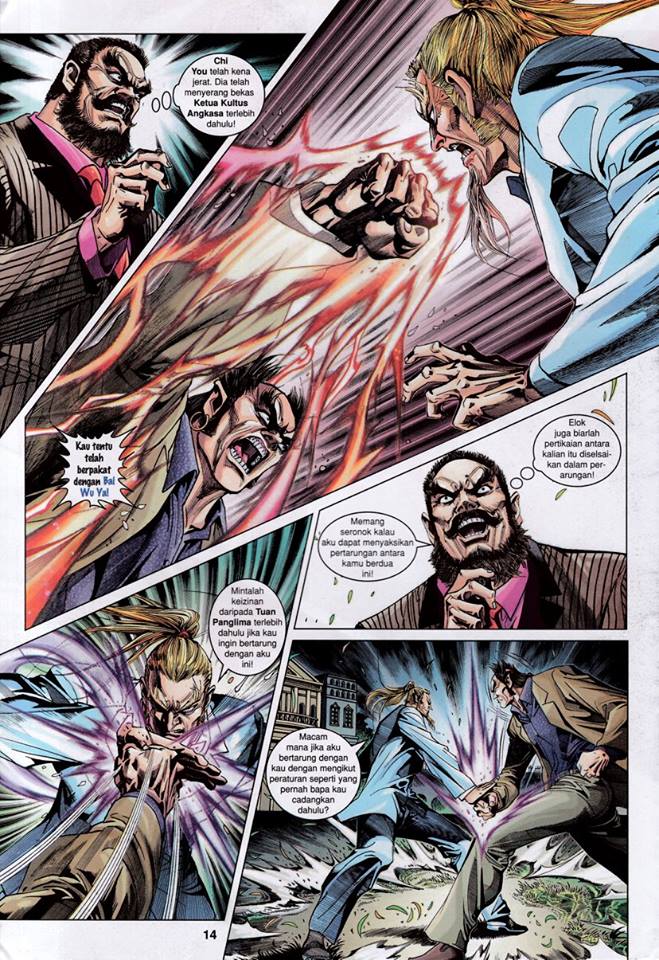 Chi
You telah kena
jerat. Dia telah
menyerang bekas
Ketua Kultus
Angkasa terlebih
dahulu!
Kau tentu
telah
berpakat
dengan Bai
Wu Ya!
Elok
juga biarlah
pertikaian antara
kalian itu diselsai-
kan dalam per-
arungan!
Memang
seronok kalau
aku dapat menyaksikan
pertarungan antara
kamu berdua
ini!
Mintalah
keizinan
daripada Tuan
Panglima terlebih
dahulu jika kau
ingin bertarung
dengan aku
ini!
Macam
mana jika aku
bertarung dengan
kau dengan mengikut
peraturan seperti yang
pernah bapa kau
cadangkan
dahulu?
14